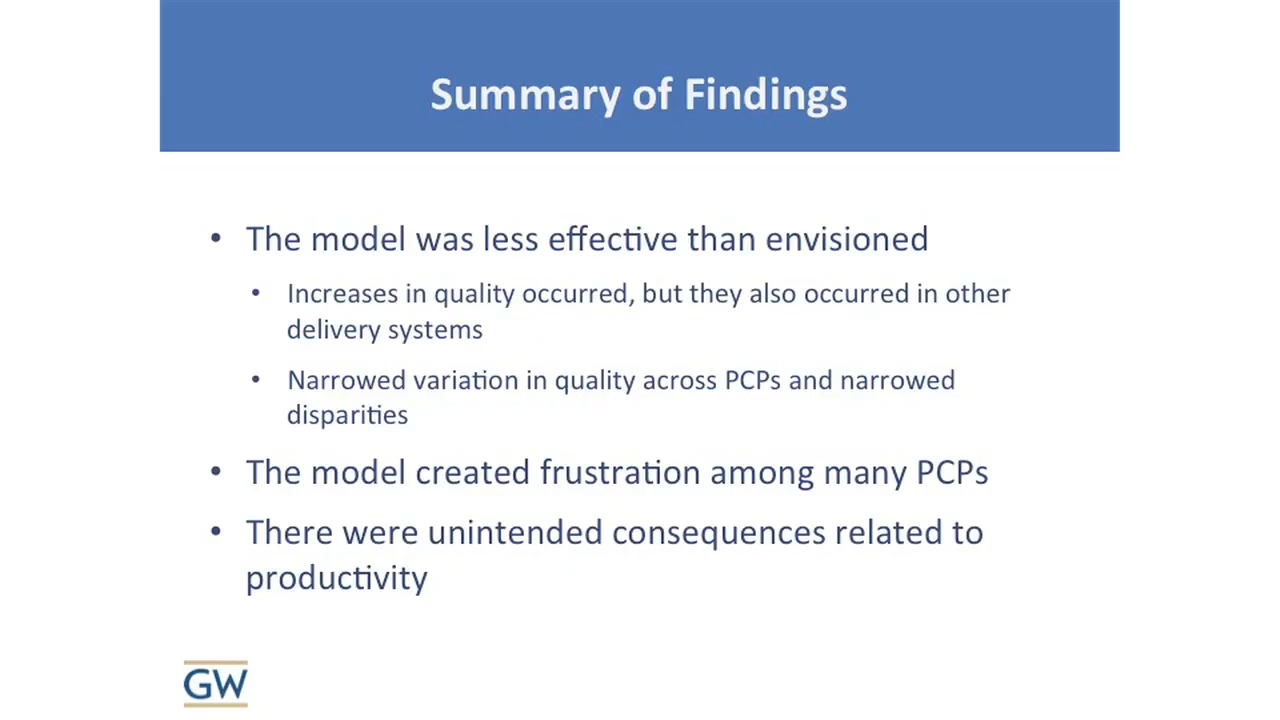 Summary of Findings
• The model was less effective than envisioned
• Increases in quality occurred, but they also occurred in other
delivery systems
• Narrowed variation in quality across PCPs and narrowed
disparities
• The model created frustration among many PCPs
• There were unintended consequences related to
productivity
GW